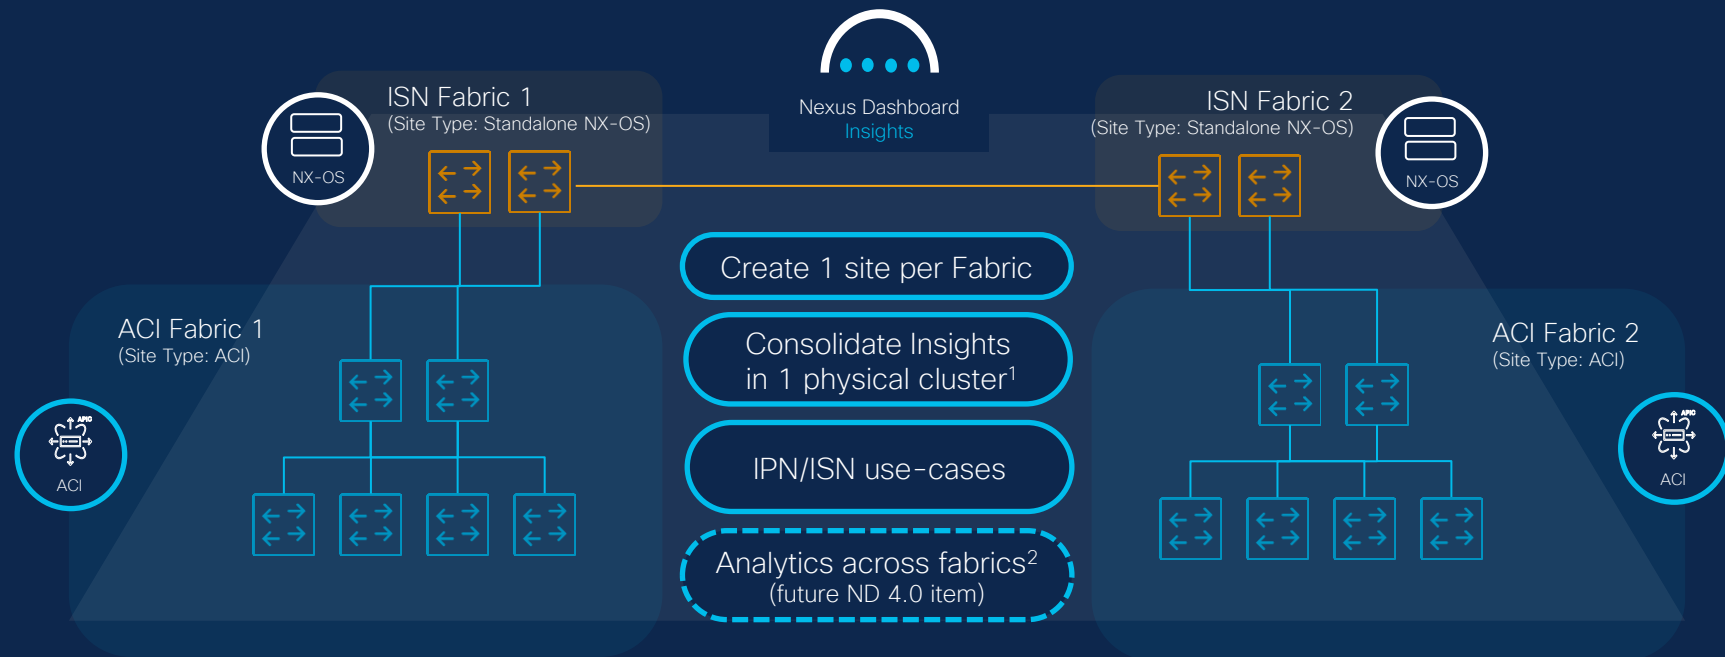 Nexus Dashboard
Insights
ISN Fabric 1
(Site Type: Standalone NX-OS)
NX-OS
ISN Fabric 2
(Site Type: Standalone NX-OS)
NX-OS
Create 1 site per Fabric
Consolidate Insights
in 1 physical cluster¹
IPN/ISN use-cases
Analytics across fabrics²
(future ND 4.0 item)
ACI Fabric 1
(Site Type: ACI)
APIC
ACI
ACI Fabric 2
(Site Type: ACI)
APIC
ACI